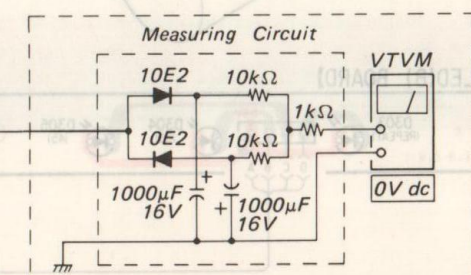 Measuring Circuit
VTVM
10E2
10kΩ
1kΩ
10E2
10kΩ
+
1000μF
16V
+
1000μF
16V
0V dc